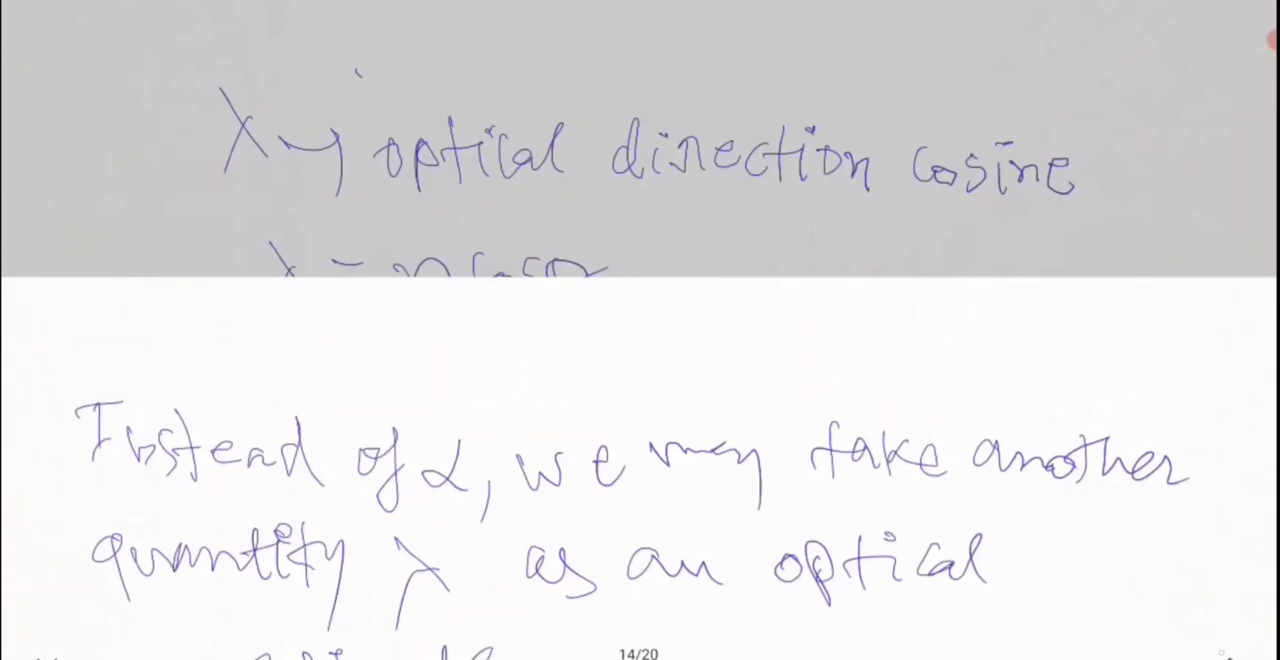 λ → optical direction cosine
Instead of α, we may take another
quantity λ as an optical
14/20